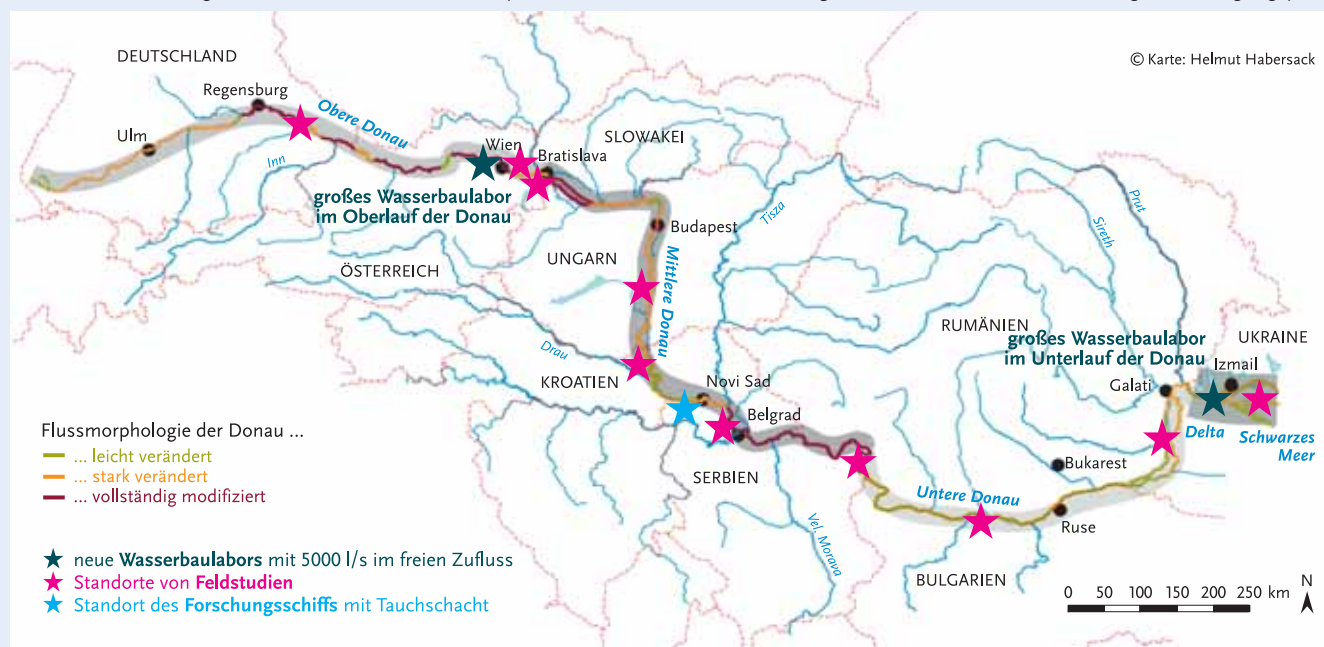 © Karte: Helmut Habersack
DEUTSCHLAND
Regensburg
Ulm
Obere Donau
Inn
Wien
Bratislava
SLOWAKEI
großes Wasserbaulabor
im Oberlauf der Donau
Budapest
Tisza
Prut
Sireth
ÖSTERREICH
UNGARN
Mittlere Donau
Drau
KROATIEN
Novi Sad
Belgrad
RUMÄNIEN
großes Wasserbaulabor
im Unterlauf der Donau
UKRAINE
Izmail
Galati
Delta
Schwarzes
Meer
Bukarest
SERBIEN
Untere Donau
Ruse
Vel. Morava
BULGARIEN
Flussmorphologie der Donau ...
... leicht verändert
... stark verändert
... vollständig modifiziert
neue Wasserbaulabors mit 5000 l/s im freien Zufluss
Standorte von Feldstudien
Standort des Forschungsschiffs mit Tauchschacht
0 50 100 150 200 250 km
N